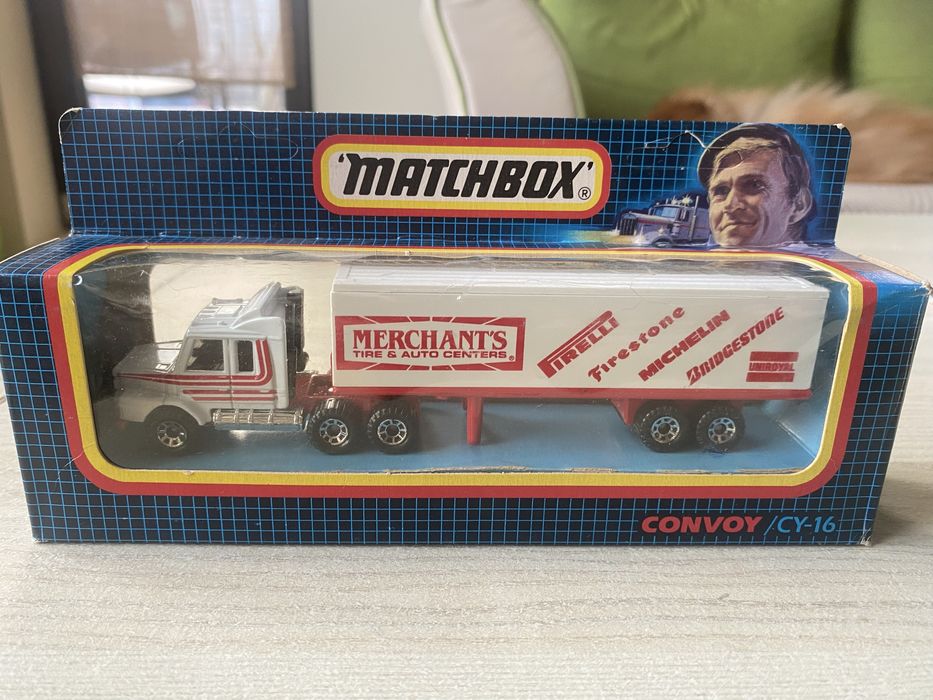 'MATCHBOX'®
MERCHANT'S
TIRE & AUTO CENTERS®
PIRELLI
Firestone
MICHELIN
BRIDGESTONE
UNIROYAL
CONVOY/CY-16